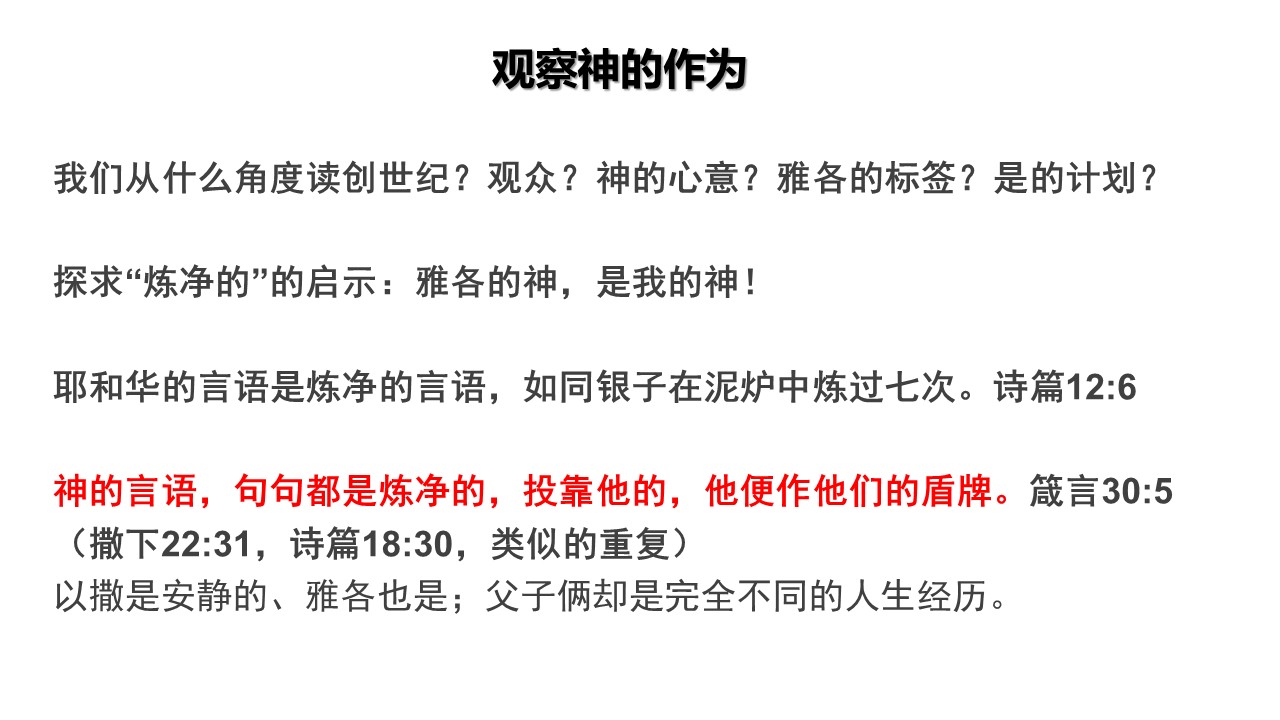 观察神的作为
我们从什么角度读创世纪？观众？神的心意？雅各的标签？是的计划？
探求“炼净的”的启示：雅各的神，是我的神！
耶和华的言语是炼净的言语，如同银子在泥炉中炼过七次。诗篇12:6
神的言语，句句都是炼净的，投靠他的，他便作他们的盾牌。箴言30:5
（撒下22:31，诗篇18:30，类似的重复）
以撒是安静的、雅各也是；父子俩却是完全不同的人生经历。